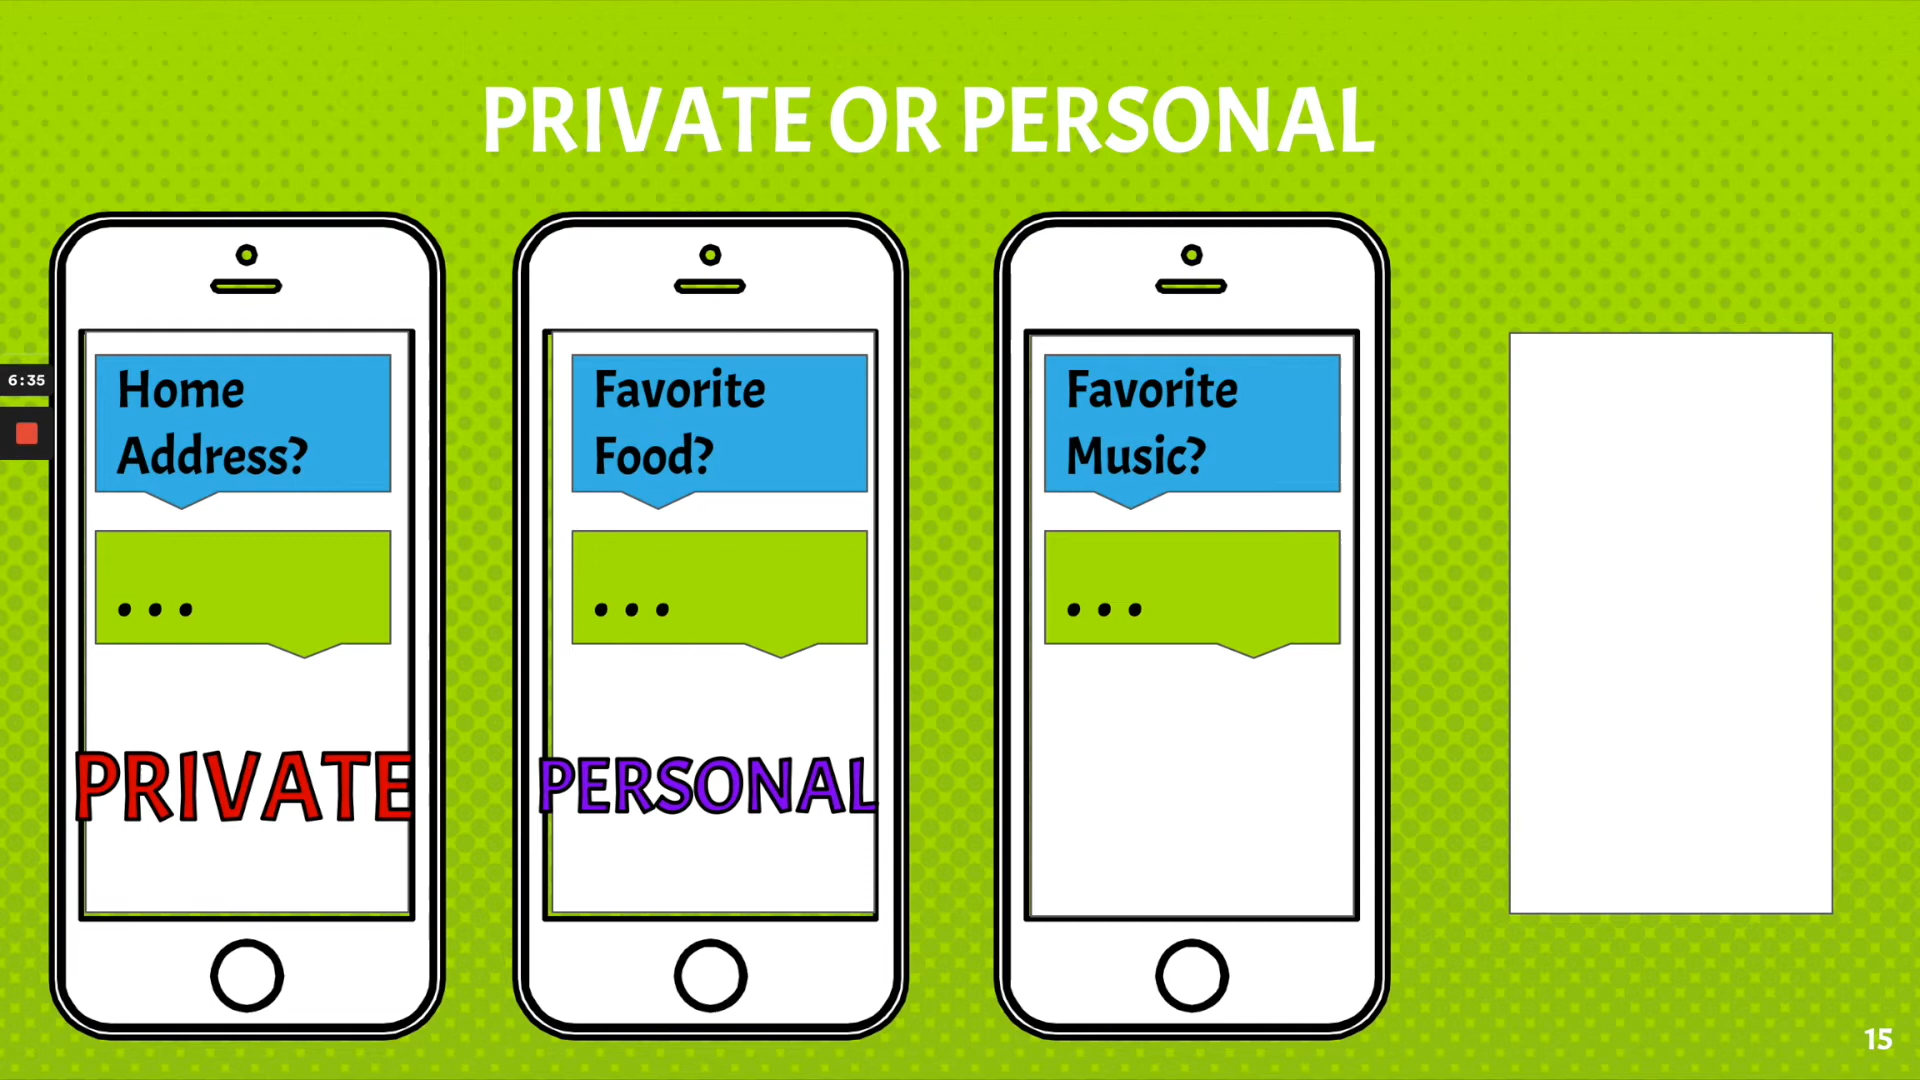 PRIVATE OR PERSONAL
6:35
Home
Address?
...
PRIVATE
Favorite
Food?
...
PERSONAL
Favorite
Music?
...
15